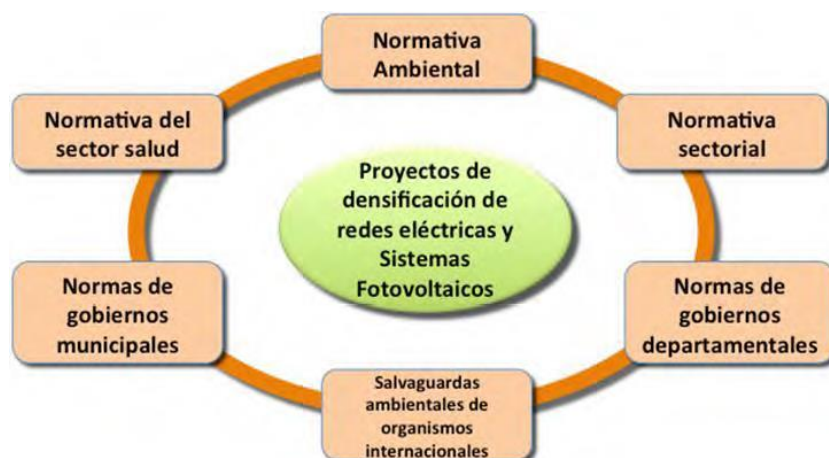 Normativa
Ambiental
Normativa del
sector salud
Normativa
sectorial
Proyectos de
densificación de
redes eléctricas y
Sistemas
Fotovoltaicos
Normas de
gobiernos
municipales
Normas de
gobiernos
departamentales
Salvaguardas
ambientales de
organismos
internacionales